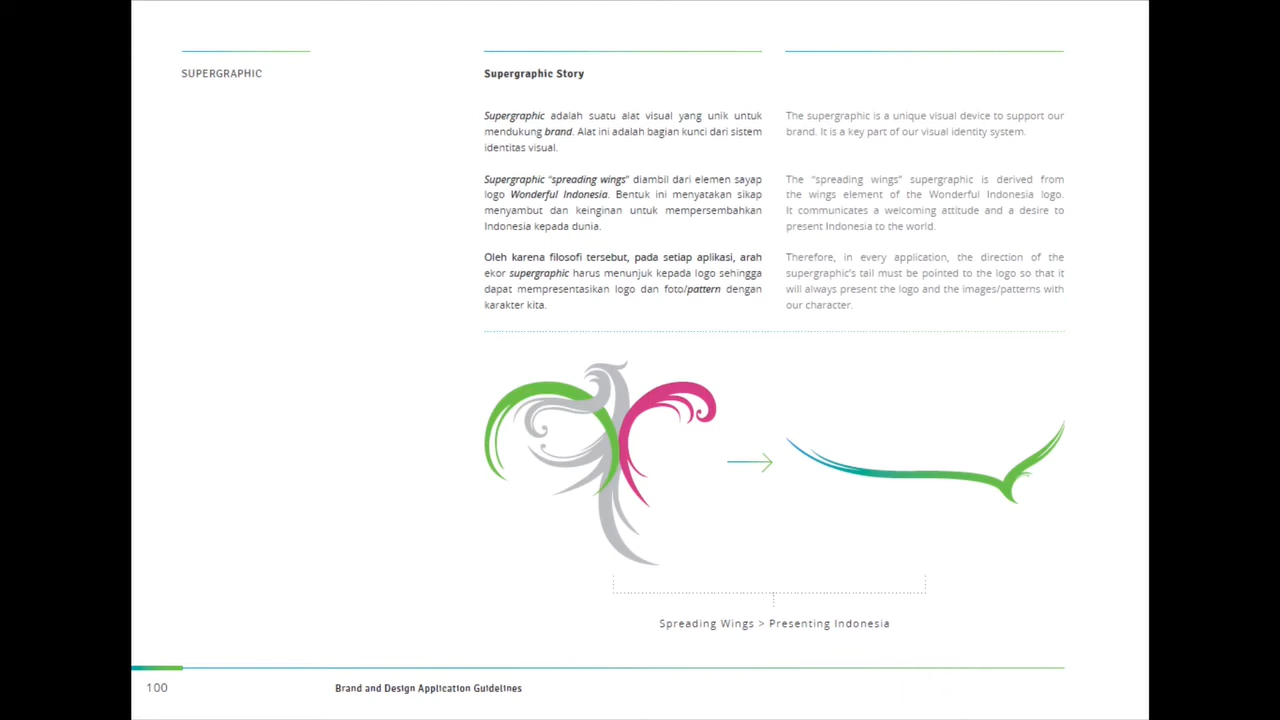 SUPERGRAPHIC
Supergraphic Story
Supergraphic adalah suatu alat visual yang unik untuk
mendukung brand. Alat ini adalah bagian kunci dari sistem
identitas visual.
Supergraphic “spreading wings” diambil dari elemen sayap
logo Wonderful Indonesia. Bentuk ini menyatakan sikap
menyambut dan keinginan untuk mempersembahkan
Indonesia kepada dunia.
Oleh karena filosofi tersebut, pada setiap aplikasi, arah
ekor supergraphic harus menunjuk kepada logo sehingga
dapat mempresentasikan logo dan foto/pattern dengan
karakter kita.
The supergraphic is a unique visual device to support our
brand. It is a key part of our visual identity system.
The “spreading wings” supergraphic is derived from
the wings element of the Wonderful Indonesia logo.
It communicates a welcoming attitude and a desire to
present Indonesia to the world.
Therefore, in every application, the direction of the
supergraphic’s tail must be pointed to the logo so that it
will always present the logo and the images/patterns with
our character.
Spreading Wings > Presenting Indonesia
100
Brand and Design Application Guidelines